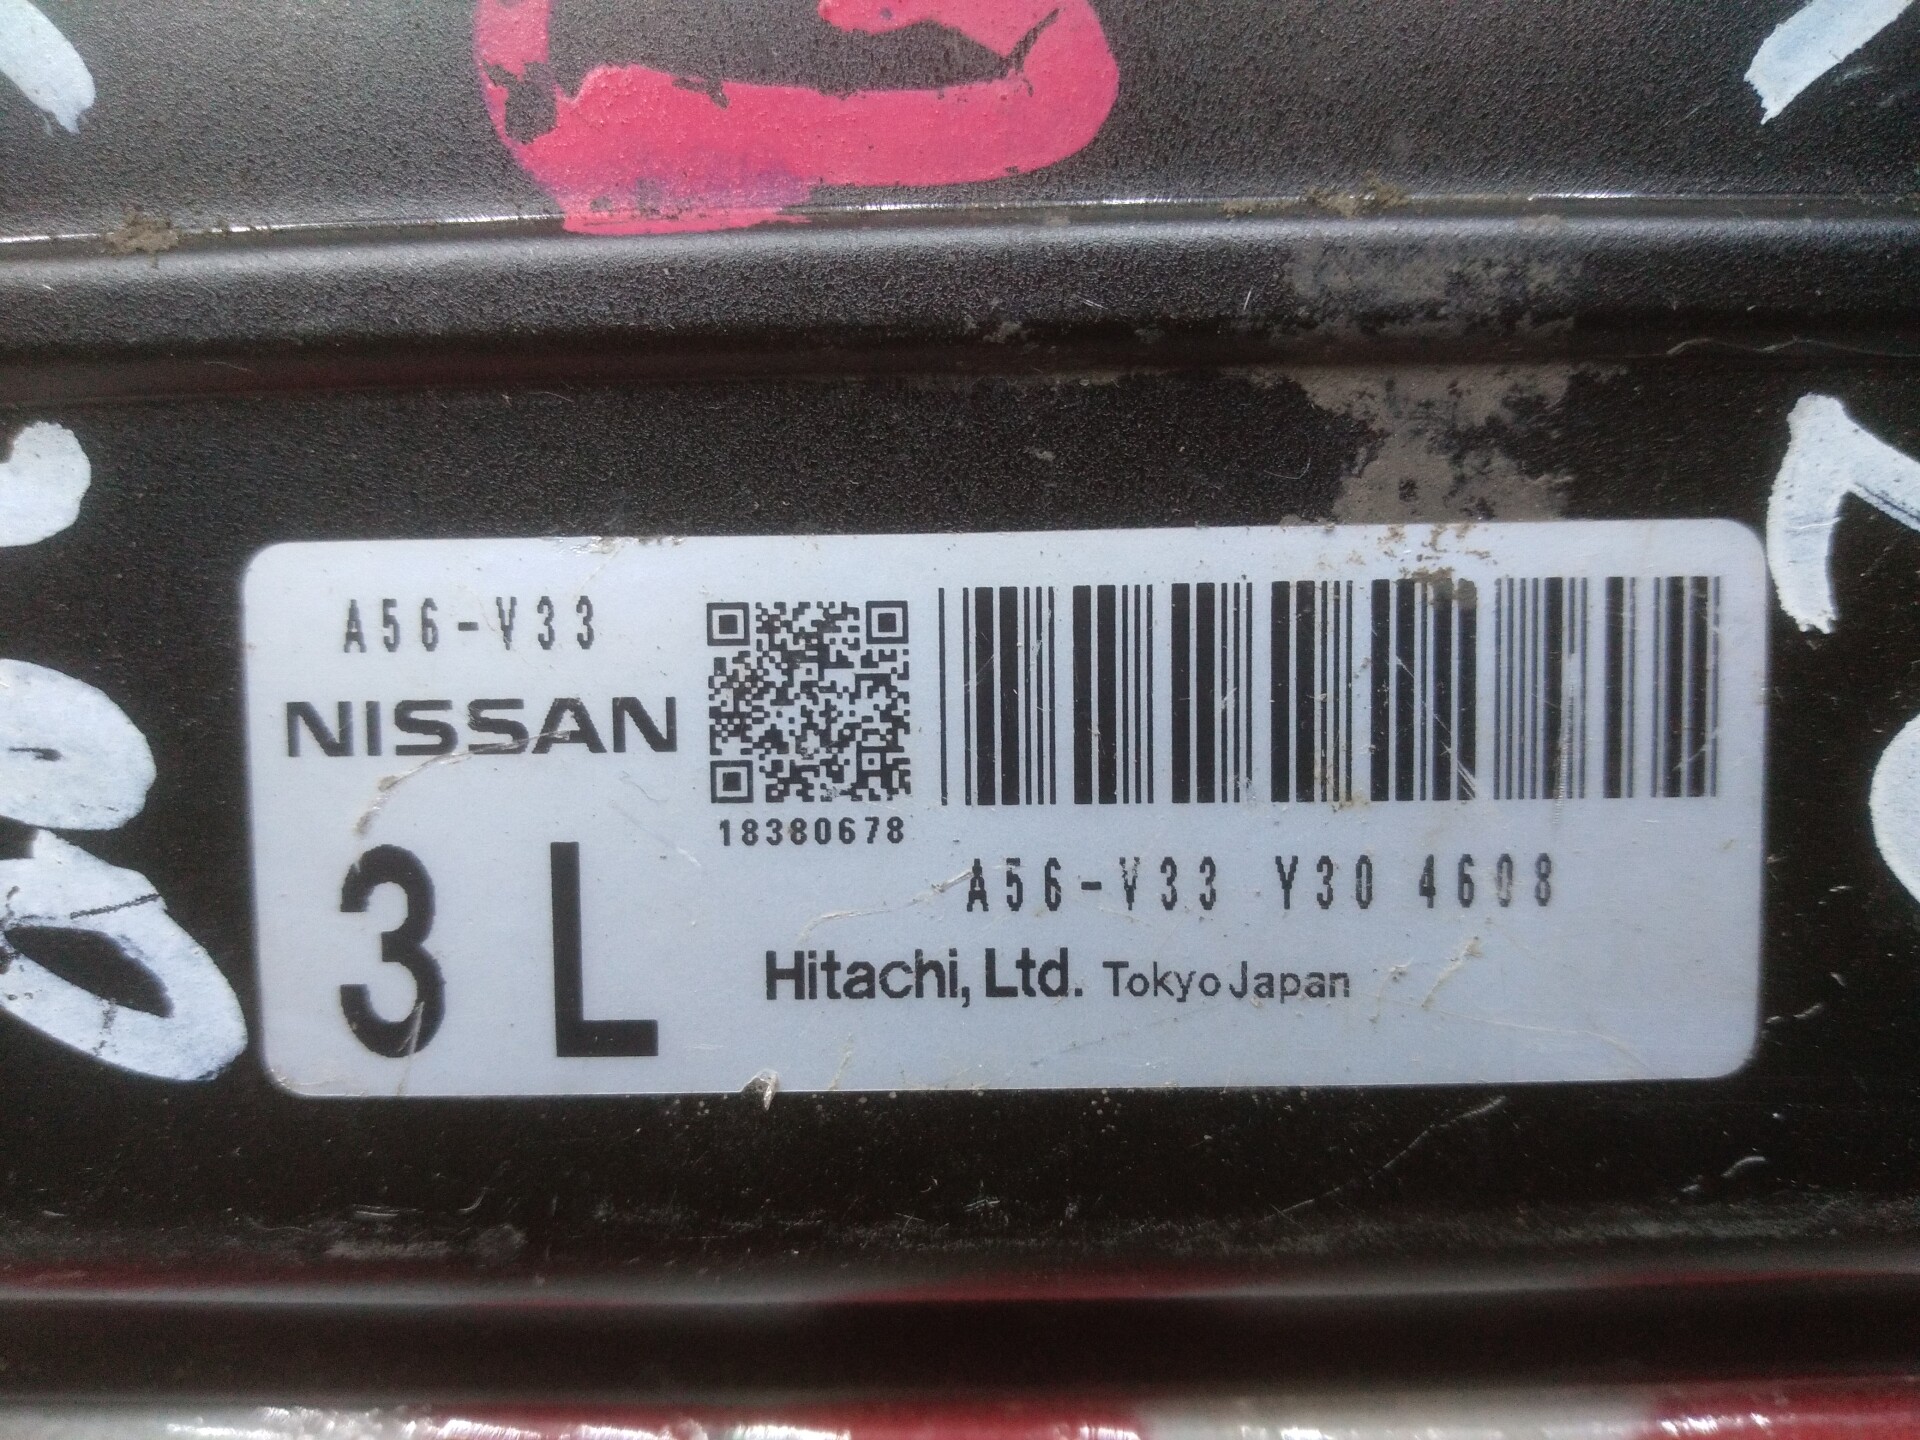 A56-V33
NISSAN
3 L
18380678
A56-V33 Y30 4608
Hitachi, Ltd. Tokyo Japan